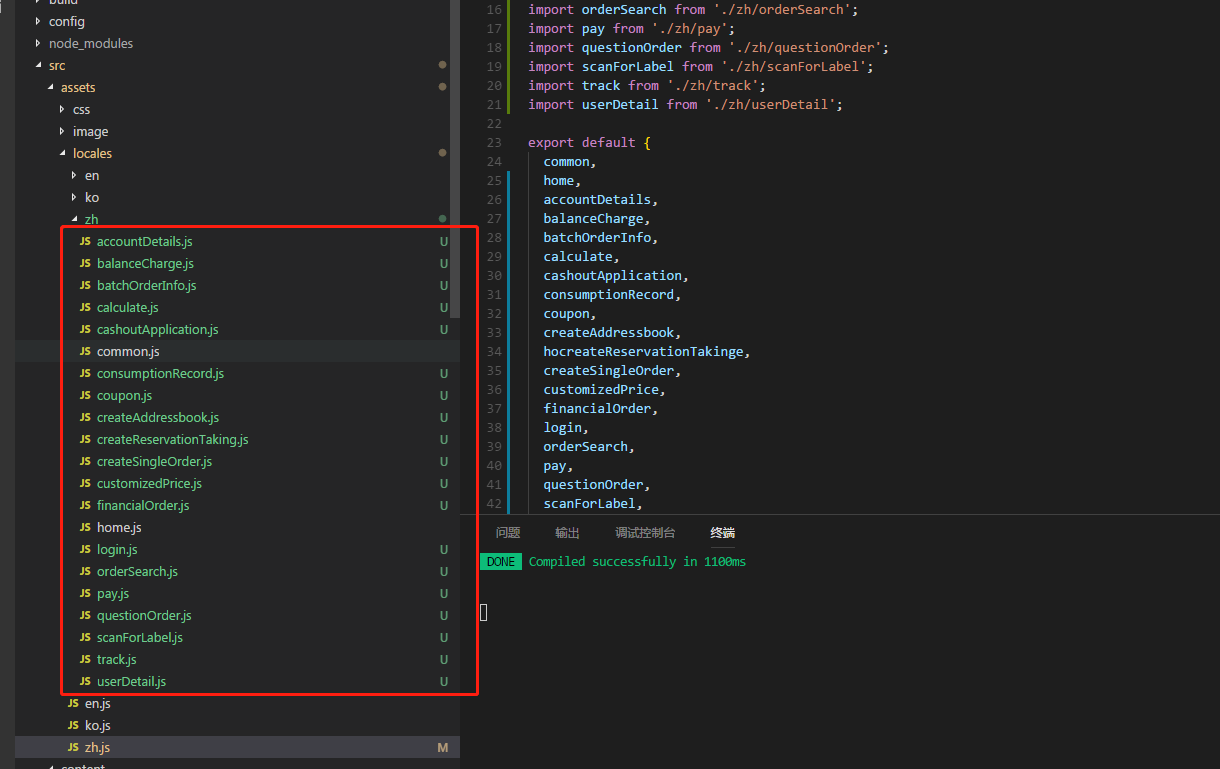 build
config
node_modules
src
assets
css
image
locales
en
ko
zh
JS accountDetails.js U
JS balanceCharge.js U
JS batchOrderInfo.js U
JS calculate.js U
JS cashoutApplication.js U
JS common.js
JS consumptionRecord.js U
JS coupon.js U
JS createAddressbook.js U
JS createReservationTaking.js U
JS createSingleOrder.js U
JS customizedPrice.js U
JS financialOrder.js U
JS home.js
JS login.js U
JS orderSearch.js U
JS pay.js U
JS questionOrder.js U
JS scanForLabel.js U
JS track.js U
JS userDetail.js U
JS en.js
JS ko.js
JS zh.js M
content
16 import orderSearch from './zh/orderSearch';
17 import pay from './zh/pay';
18 import questionOrder from './zh/questionOrder';
19 import scanForLabel from './zh/scanForLabel';
20 import track from './zh/track';
21 import userDetail from './zh/userDetail';
22
23 export default {
24 common,
25 home,
26 accountDetails,
27 balanceCharge,
28 batchOrderInfo,
29 calculate,
30 cashoutApplication,
31 consumptionRecord,
32 coupon,
33 createAddressbook,
34 hocreateReservationTakinge,
35 createSingleOrder,
36 customizedPrice,
37 financialOrder,
38 login,
39 orderSearch,
40 pay,
41 questionOrder,
42 scanForLabel,
问题 输出 调试控制台 终端
DONE Compiled successfully in 1100ms